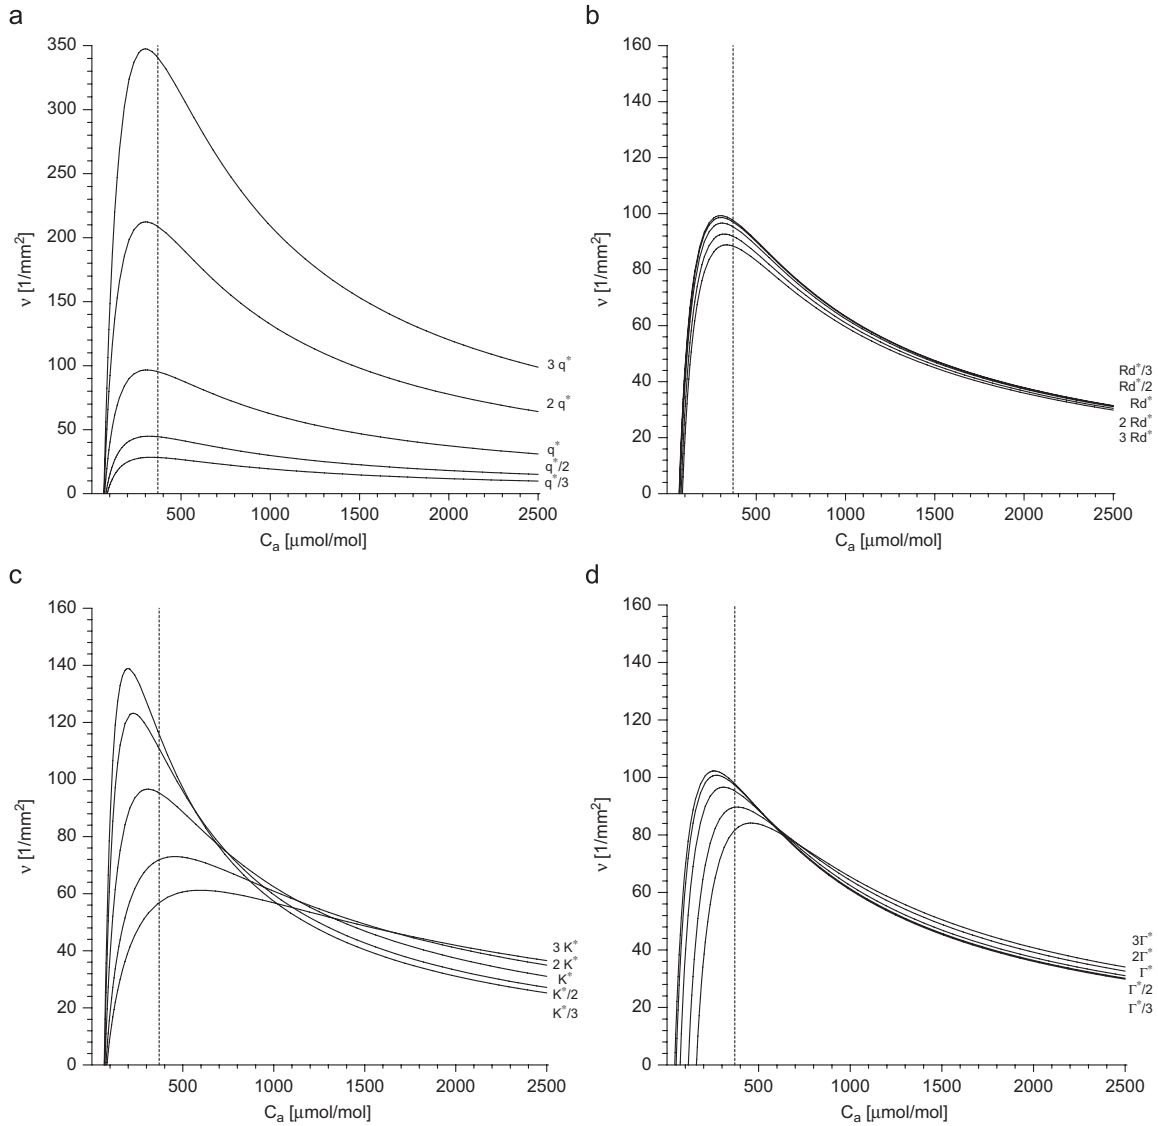 a
350
300
250
200
150
100
50
0
ν [1/mm²]
3 q*
2 q*
q*
q*/2
q*/3
500
1000
1500
2000
2500
Cₐ [μmol/mol]
b
160
140
120
100
80
60
40
20
0
ν [1/mm²]
Rd*/3
Rd*/2
Rd*
2 Rd*
3 Rd*
500
1000
1500
2000
2500
Cₐ [μmol/mol]
c
160
140
120
100
80
60
40
20
0
ν [1/mm²]
3 K*
2 K*
K*
K*/2
K*/3
500
1000
1500
2000
2500
Cₐ [μmol/mol]
d
160
140
120
100
80
60
40
20
0
ν [1/mm²]
3Γ*
2Γ*
Γ*
Γ*/2
Γ*/3
500
1000
1500
2000
2500
Cₐ [μmol/mol]